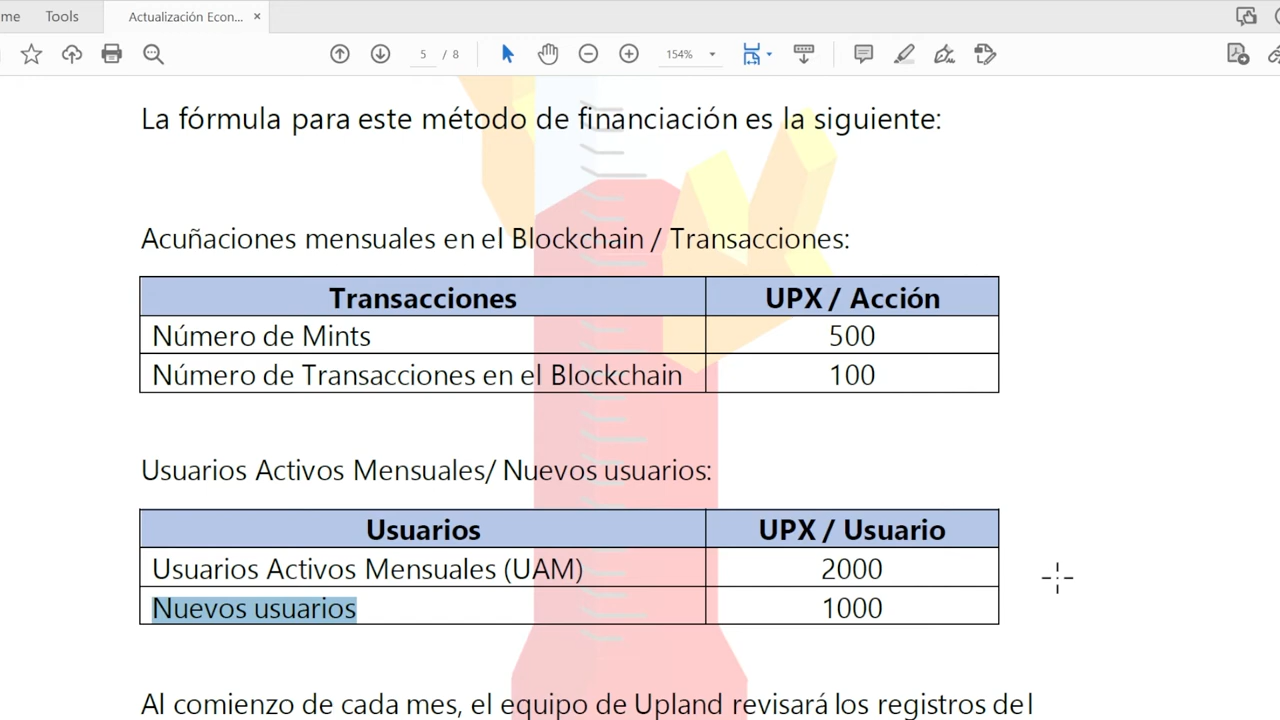 me Tools Actualización Econ... ×
5 / 8 154%
La fórmula para este método de financiación es la siguiente:
Acuñaciones mensuales en el Blockchain / Transacciones:
Transacciones UPX / Acción
Número de Mints 500
Número de Transacciones en el Blockchain 100
Usuarios Activos Mensuales/ Nuevos usuarios:
Usuarios UPX / Usuario
Usuarios Activos Mensuales (UAM) 2000
Nuevos usuarios 1000
Al comienzo de cada mes, el equipo de Upland revisará los registros del